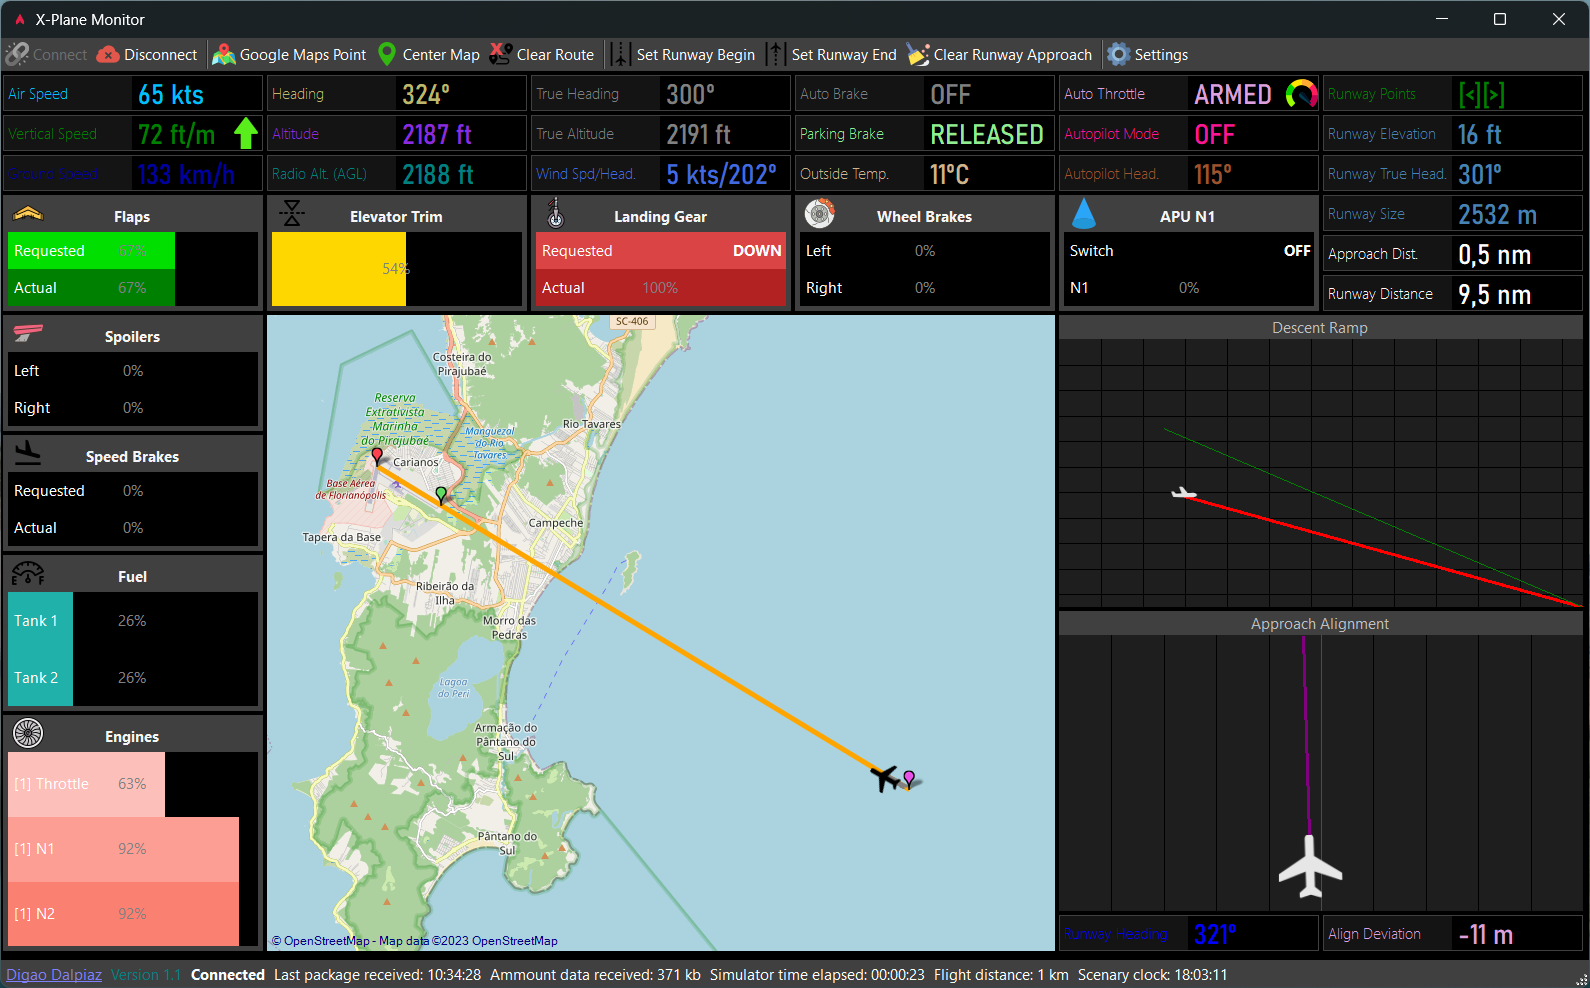 X-Plane Monitor
Connect Disconnect Google Maps Point Center Map Clear Route Set Runway Begin Set Runway End Clear Runway Approach Settings
Air Speed 65 kts Heading 324° True Heading 300° Auto Brake OFF Auto Throttle ARMED Runway Points [<][>]
Vertical Speed 72 ft/m Altitude 2187 ft True Altitude 2191 ft Parking Brake RELEASED Autopilot Mode OFF Runway Elevation 16 ft
Ground Speed 133 km/h Radio Alt. (AGL) 2188 ft Wind Spd/Head. 5 kts/202° Outside Temp. 11°C Autopilot Head. 115° Runway True Head. 301°
Flaps Elevator Trim Landing Gear Wheel Brakes APU N1 Runway Size 2532 m
Requested 67% Requested DOWN Left 0% Switch OFF Approach Dist. 0,5 nm
54%
Actual 67% Actual 100% Right 0% N1 0% Runway Distance 9,5 nm
Spoilers
Left 0%
Right 0%
Speed Brakes
Requested 0%
Actual 0%
Fuel
Tank 1 26%
Tank 2 26%
Engines
[1] Throttle 63%
[1] N1 92%
[1] N2 92%
SC-406
Costeira do
Pirajubaé
Reserva
Extrativista
Marinha
do Pirajubaé
Rio Tavares
Manguezal
do Rio
Tavares
Carianos
Base Aérea
de Florianópolis
Campeche
Tapera da Base
Ribeirão da
Ilha
Morro das
Pedras
Lagoa
do Peri
Armação do
Pântano do
Sul
Pântano do
Sul
© OpenStreetMap - Map data ©2023 OpenStreetMap
Descent Ramp
Approach Alignment
Runway Heading 321° Align Deviation -11 m
Digao Dalpiaz Version 1.1 Connected Last package received: 10:34:28 Ammount data received: 371 kb Simulator time elapsed: 00:00:23 Flight distance: 1 km Scenary clock: 18:03:11